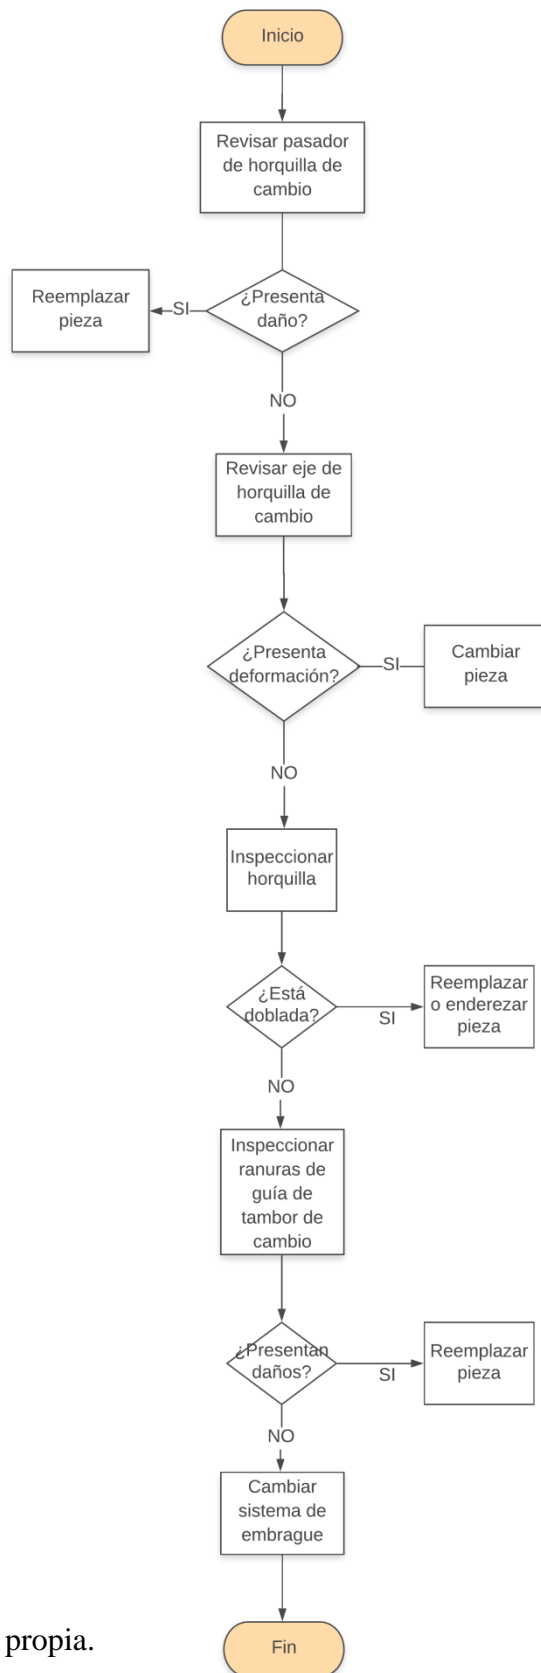 Inicio
Revisar pasador
de horquilla de
cambio
¿Presenta
daño?
SI
Reemplazar
pieza
NO
Revisar eje de
horquilla de
cambio
¿Presenta
deformación?
SI
Cambiar
pieza
NO
Inspeccionar
horquilla
¿Está
doblada?
SI
Reemplazar
o enderezar
pieza
NO
Inspeccionar
ranuras de
guía de
tambor de
cambio
¿Presentan
daños?
SI
Reemplazar
pieza
NO
Cambiar
sistema de
embrague
Fin
propia.